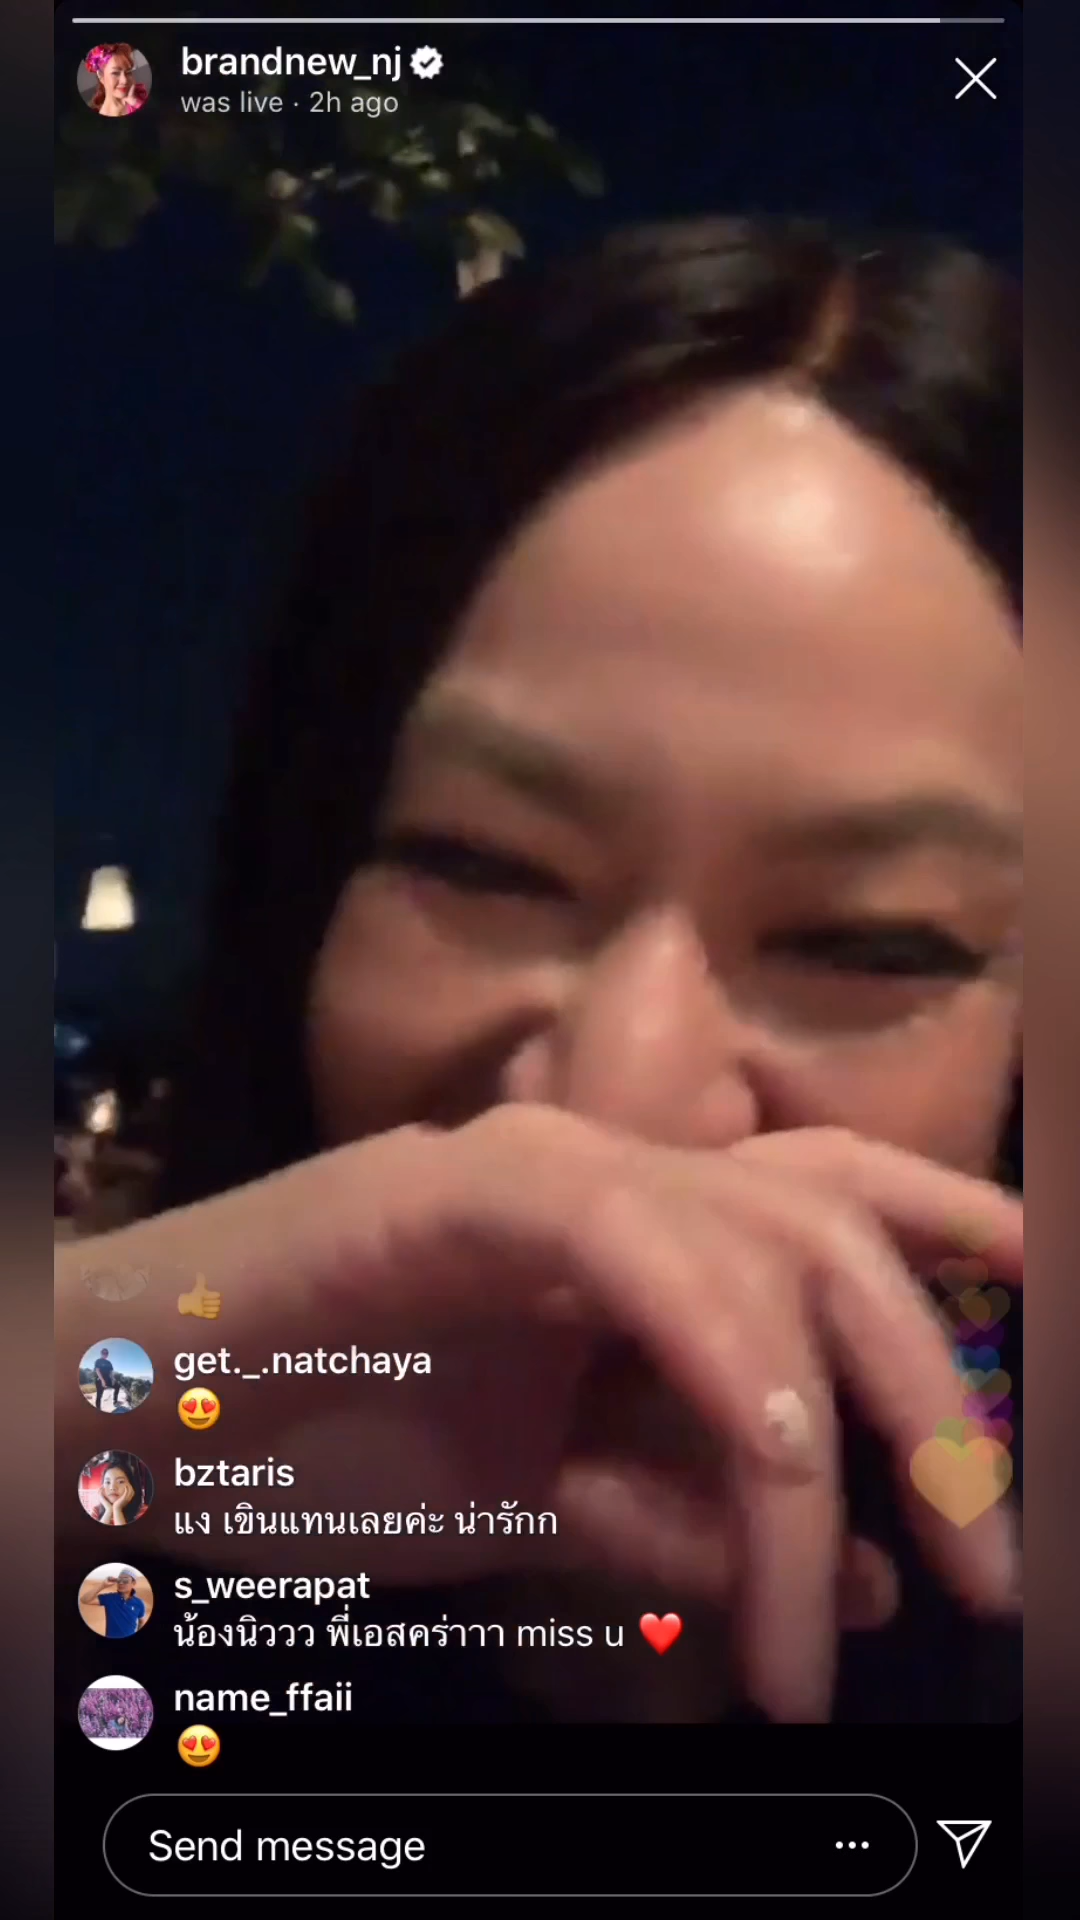 brandnew_nj
was live · 2h ago
get._.natchaya
bztaris
แง เขินแทนเลยค่ะ น่ารักก
s_weerapat
น้องนิววว พี่เอสคร่าาา miss u
name_ffaii
Send message